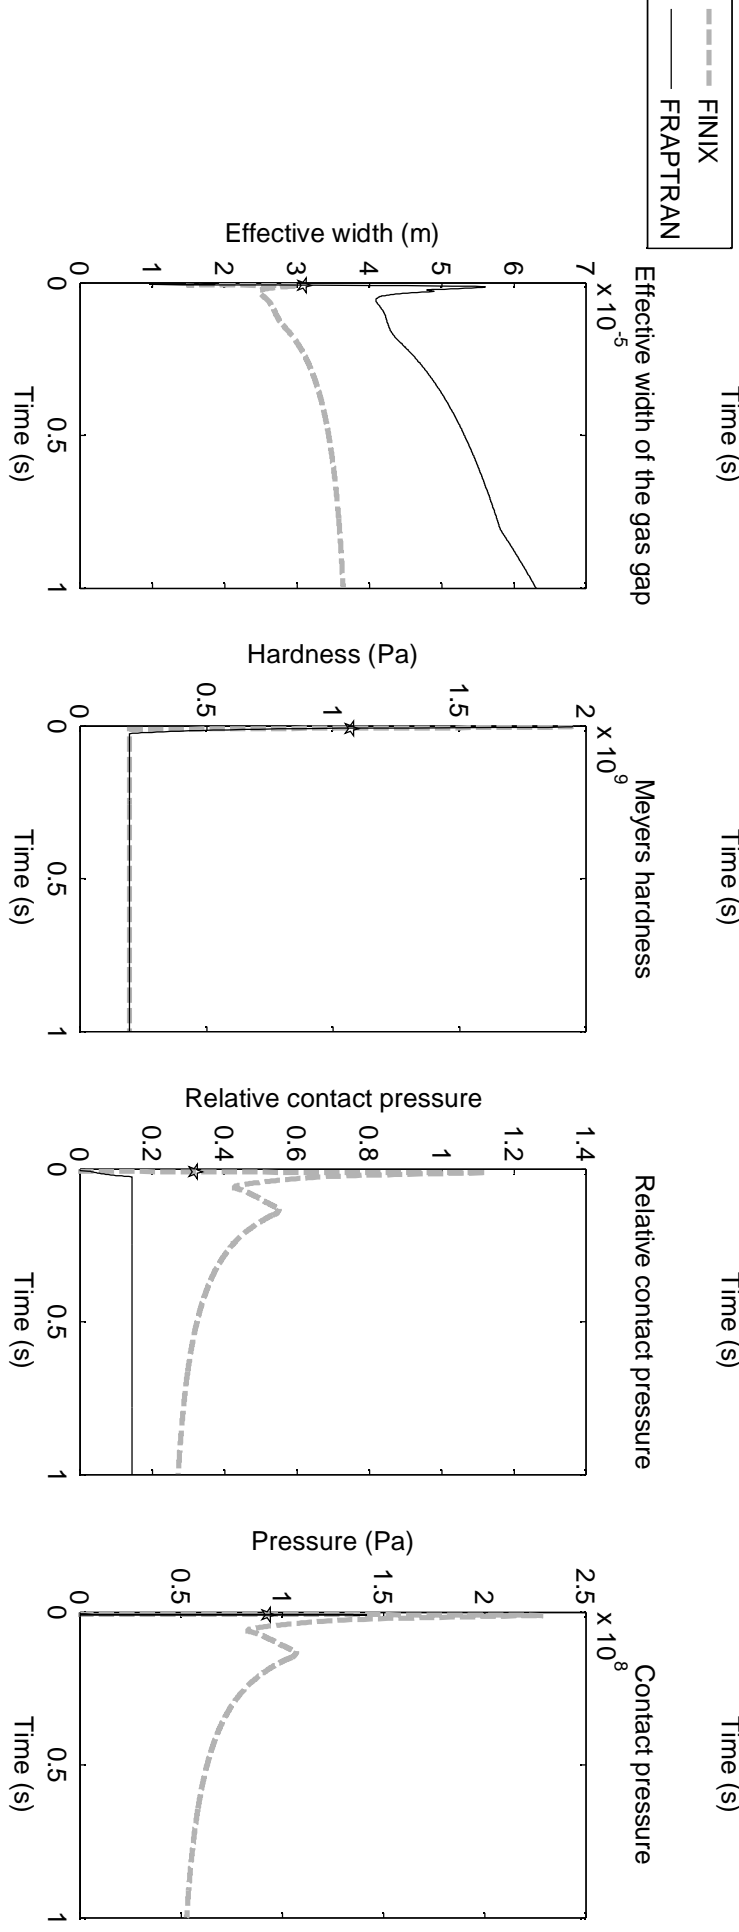 FINIX
FRAPTRAN
Time (s)
Time (s)
Time (s)
Time (s)
Effective width of the gas gap
x 10-5
Effective width (m)
7
6
5
4
3
2
1
0
0 0.5 1
Time (s)
Meyers hardness
x 10^9
Hardness (Pa)
2
1.5
1
0.5
0
0 0.5 1
Time (s)
Relative contact pressure
Relative contact pressure
1.4
1.2
1
0.8
0.6
0.4
0.2
0
0 0.5 1
Time (s)
Contact pressure
x 10^8
Pressure (Pa)
2.5
2
1.5
1
0.5
0
0 0.5 1
Time (s)